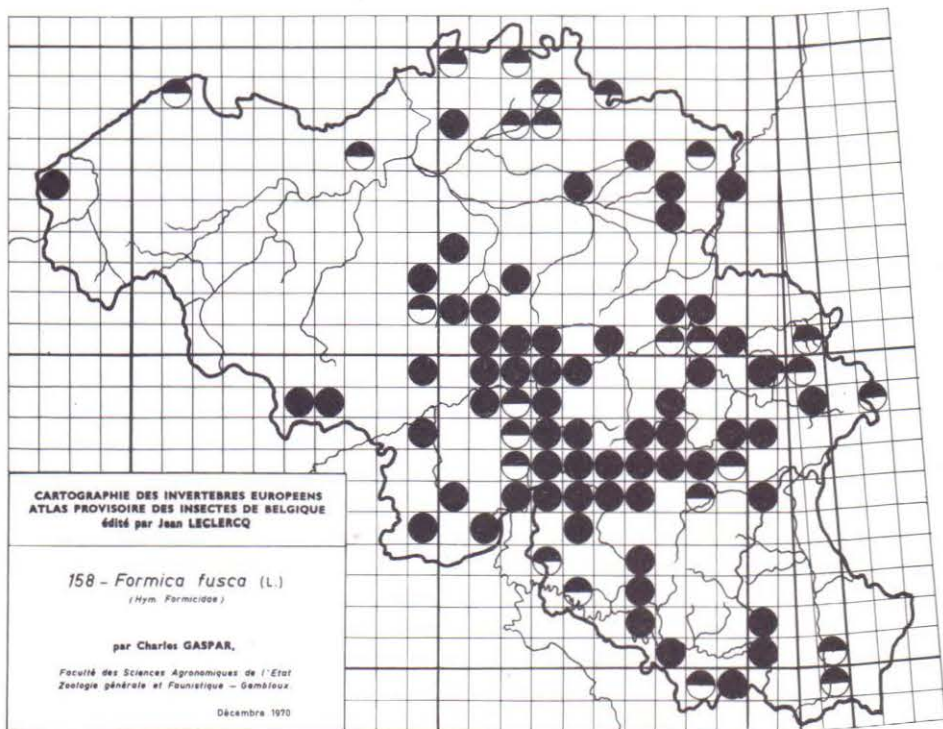 CARTOGRAPHIE DES INVERTEBRES EUROPEENS
ATLAS PROVISOIRE DES INSECTES DE BELGIQUE
édité par Jean LECLERCQ
158 - Formica fusca (L.)
(Hym. Formicidae)
par Charles GASPAR,
Faculté des Sciences Agronomiques de l'Etat
Zoologie générale et Faunistique - Gembloux.
Décembre 1970